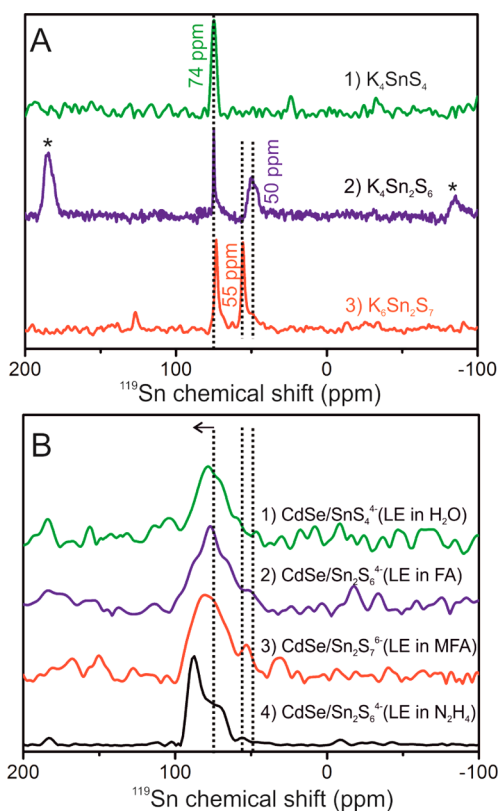 A
74 ppm
1) K₄SnS₄
*
50 ppm
2) K₄Sn₂S₆
*
55 ppm
3) K₆Sn₂S₇
200 100 0 -100
¹¹⁹Sn chemical shift (ppm)
B
1) CdSe/SnS₄⁴⁻(LE in H₂O)
2) CdSe/Sn₂S₆⁴⁻(LE in FA)
3) CdSe/Sn₂S₇⁶⁻(LE in MFA)
4) CdSe/Sn₂S₆⁴⁻(LE in N₂H₄)
200 100 0 -100
¹¹⁹Sn chemical shift (ppm)